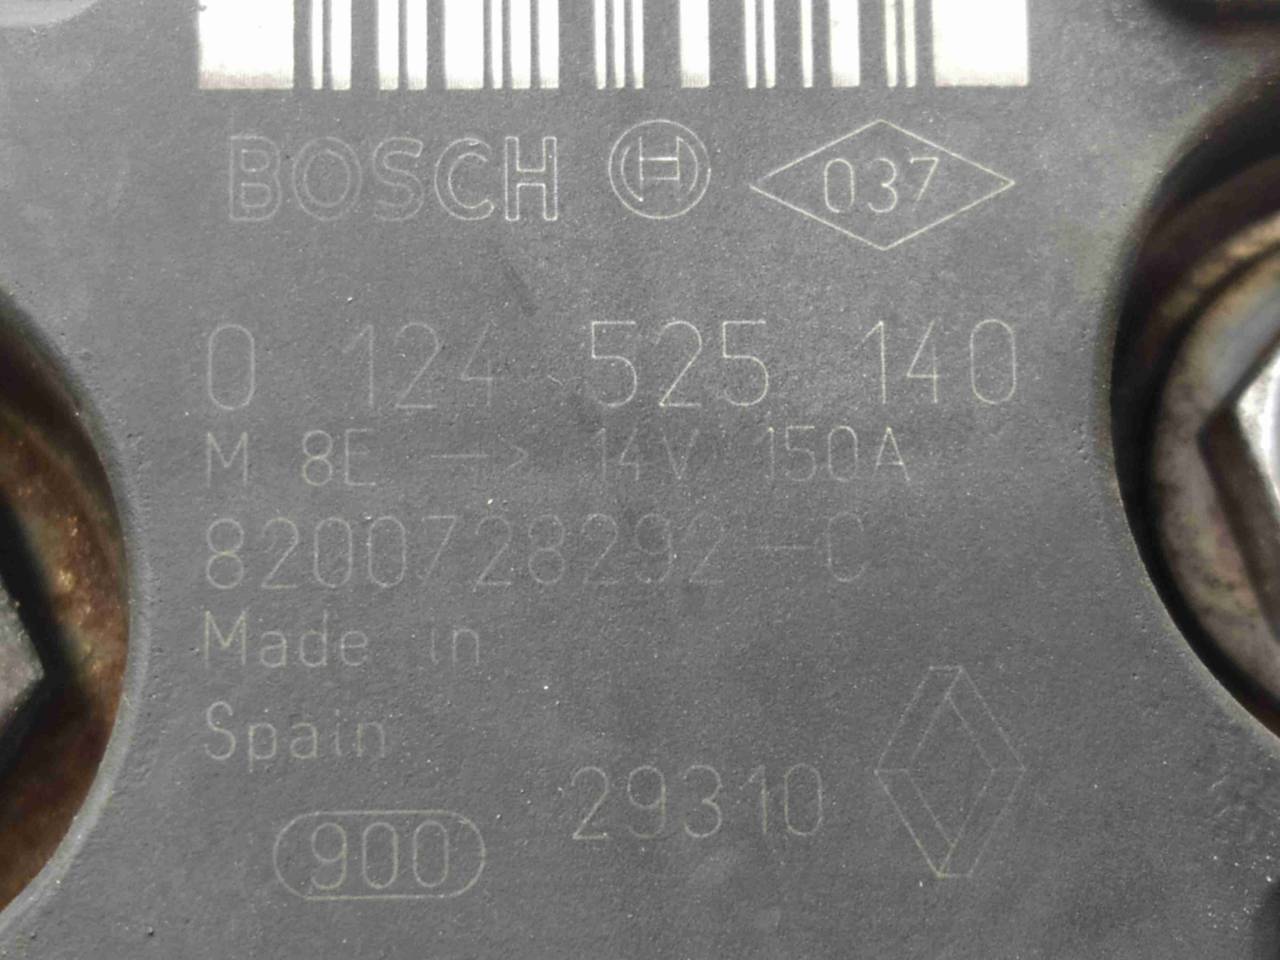 BOSCH 037
0 124 525 140
M 8E —> 14V 150A
8200728292-C
Made in
Spain
29310
900